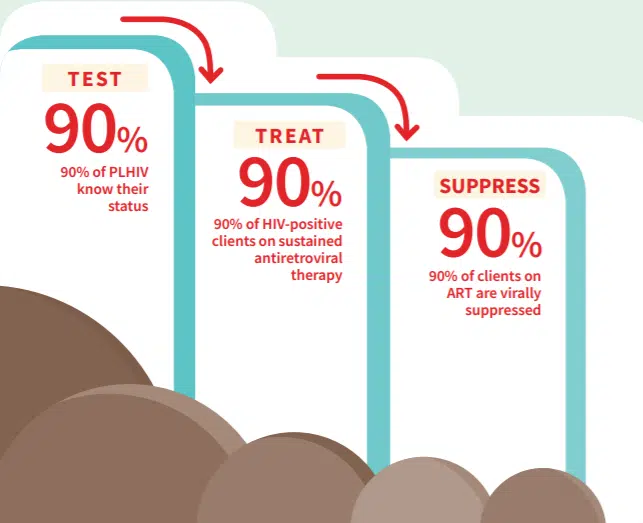 TEST
90%
90% of PLHIV
know their
status
TREAT
90%
90% of HIV-positive
clients on sustained
antiretroviral
therapy
SUPPRESS
90%
90% of clients on
ART are virally
suppressed